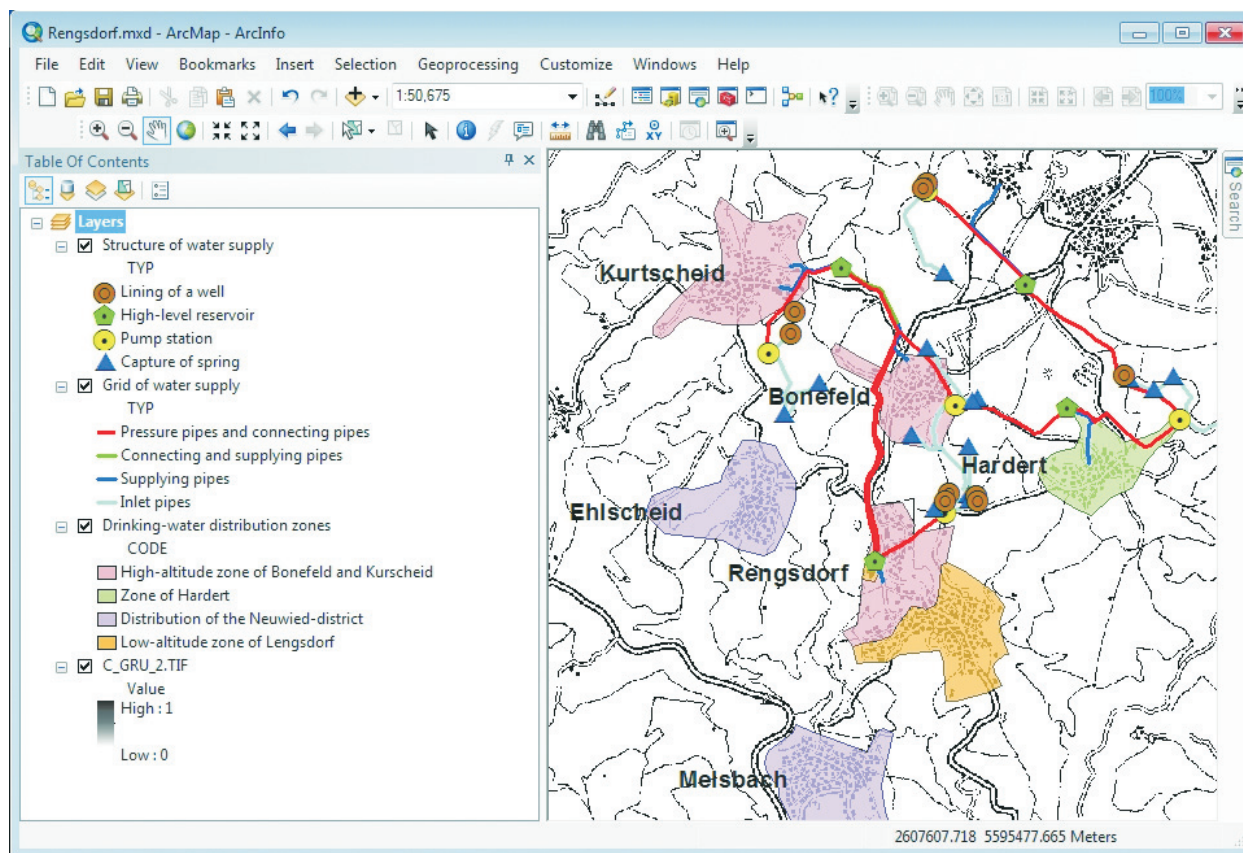 Rengsdorf.mxd - ArcMap - ArcInfo
File Edit View Bookmarks Insert Selection Geoprocessing Customize Windows Help
1:50,675
100%
XY
Table Of Contents
Layers
Structure of water supply
TYP
Lining of a well
High-level reservoir
Pump station
Capture of spring
Grid of water supply
TYP
Pressure pipes and connecting pipes
Connecting and supplying pipes
Supplying pipes
Inlet pipes
Drinking-water distribution zones
CODE
High-altitude zone of Bonefeld and Kurscheid
Zone of Hardert
Distribution of the Neuwied-district
Low-altitude zone of Lengsdorf
C_GRU_2.TIF
Value
High : 1
Low : 0
Kurtscheid
Bonefeld
Hardert
Ehlscheid
Rengsdorf
Melsbach
Search
2607607.718 5595477.665 Meters